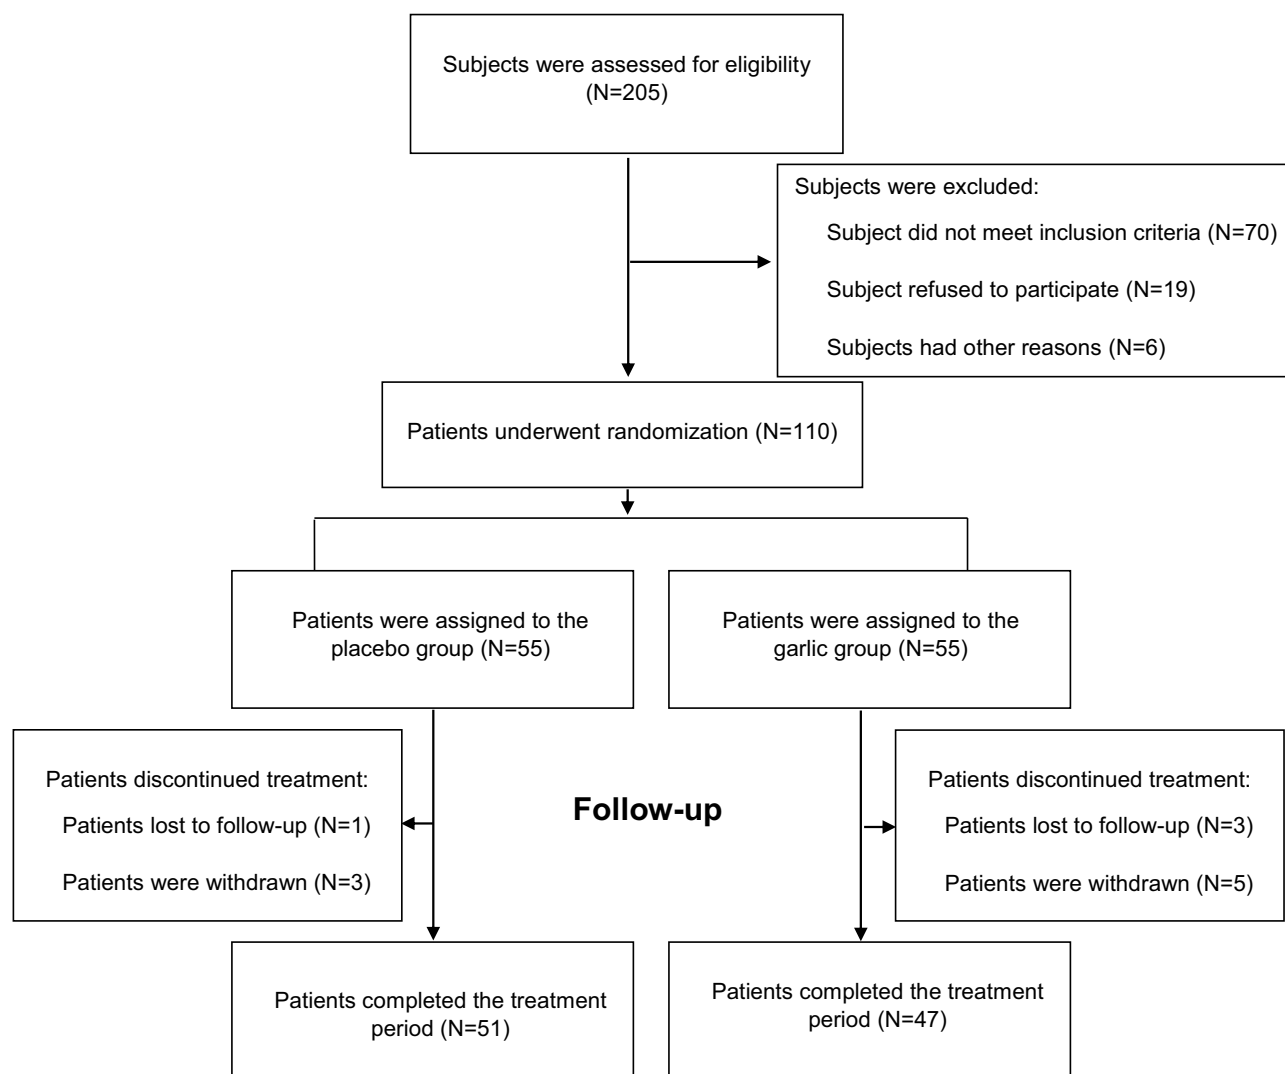 Subjects were assessed for eligibility
(N=205)
Subjects were excluded:
Subject did not meet inclusion criteria (N=70)
Subject refused to participate (N=19)
Subjects had other reasons (N=6)
Patients underwent randomization (N=110)
Patients were assigned to the
placebo group (N=55)
Patients were assigned to the
garlic group (N=55)
Patients discontinued treatment:
Patients lost to follow-up (N=1)
Patients were withdrawn (N=3)
Follow-up
Patients discontinued treatment:
Patients lost to follow-up (N=3)
Patients were withdrawn (N=5)
Patients completed the treatment
period (N=51)
Patients completed the treatment
period (N=47)